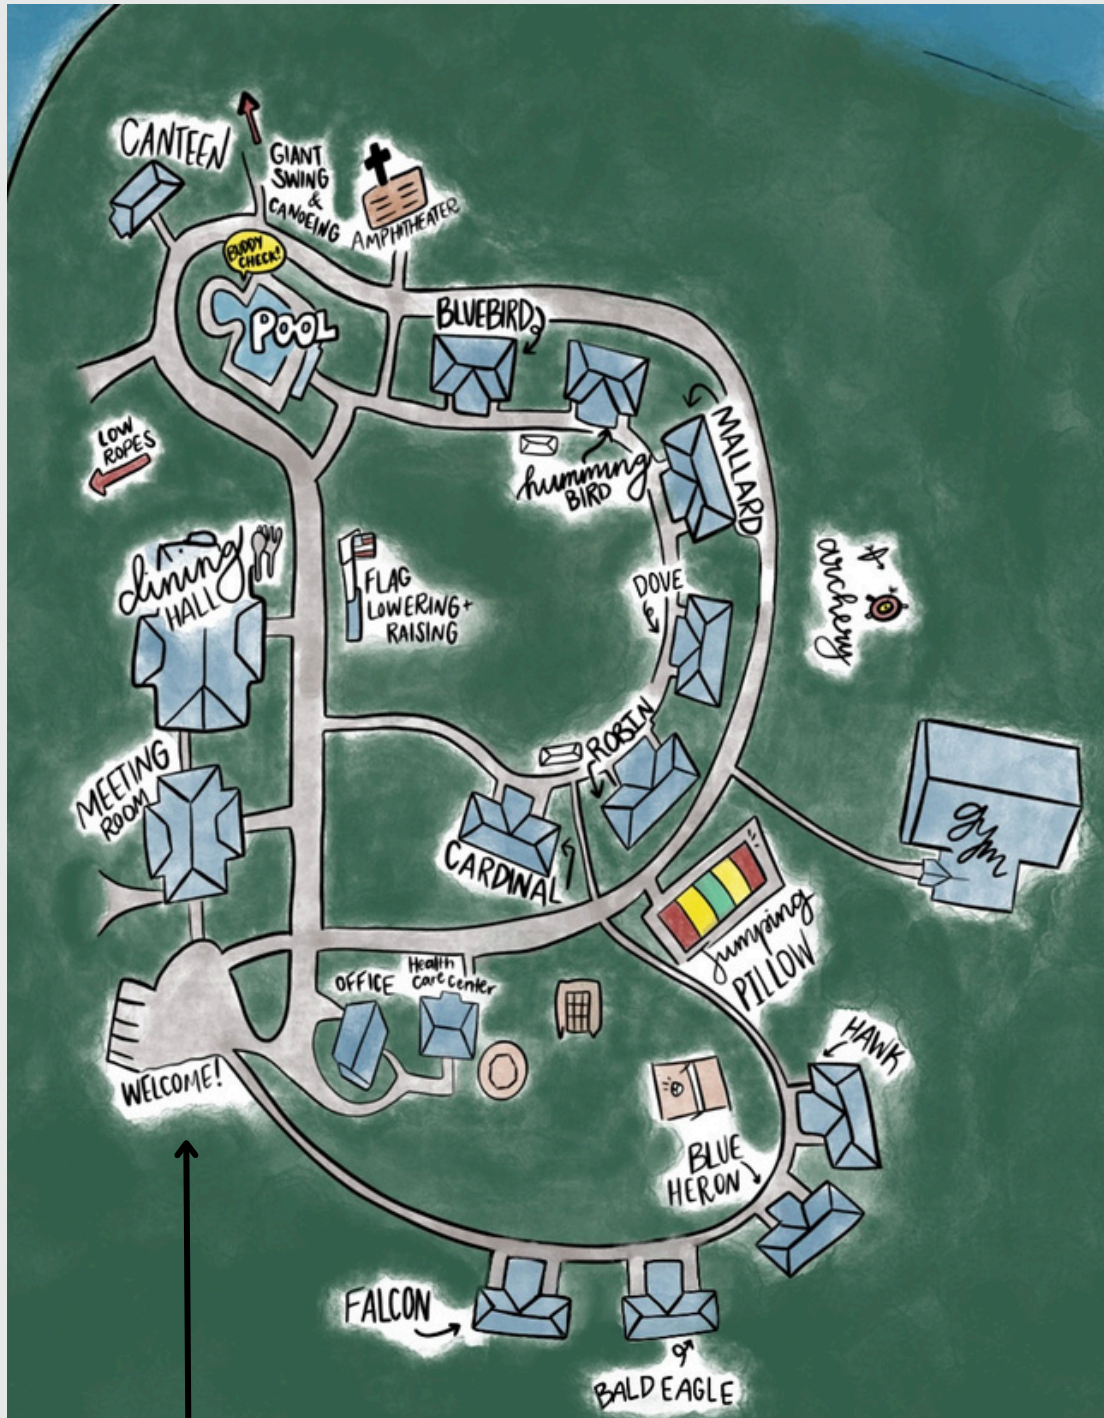 CANTEEN
GIANT
SWING
&
CANOEING
AMPHITHEATER
BUDDY
CHECK!
POOL
BLUEBIRD
MALLARD
LOW
ROPES
humming
BIRD
dining
HALL
FLAG
LOWERING+
RAISING
DOVE
archery
ROBIN
MEETING
ROOM
gym
CARDINAL
Jumping
PILLOW
OFFICE
Health
care center
HAWK
WELCOME!
BLUE
HERON
FALCON
BALD EAGLE